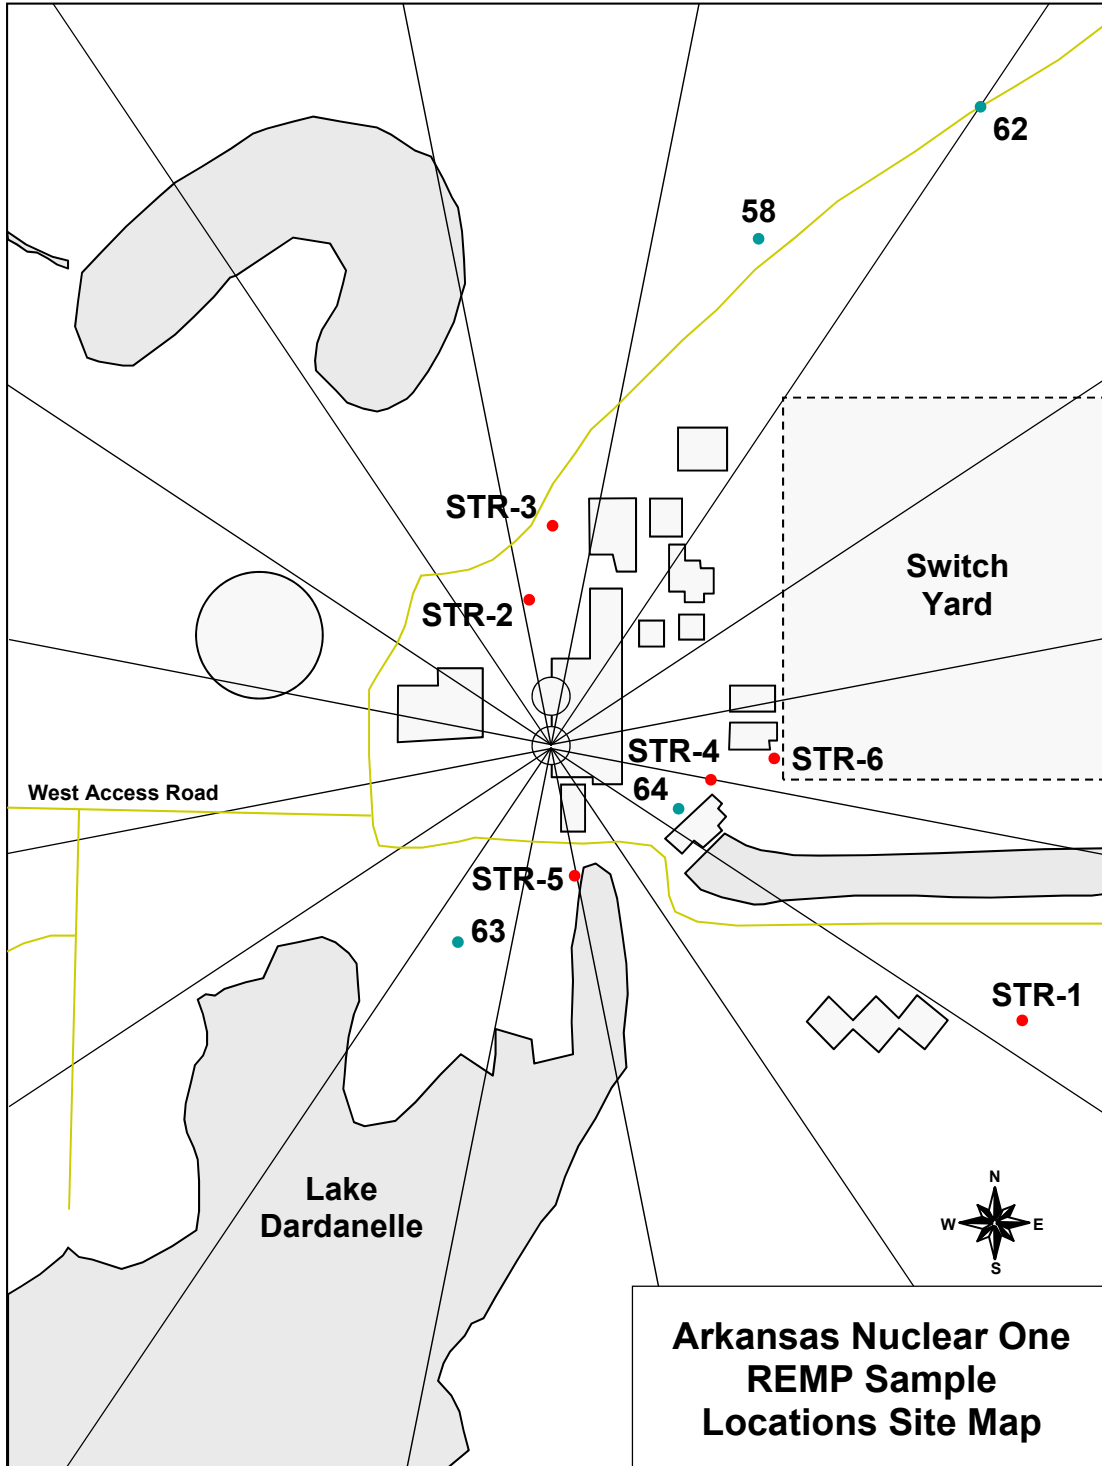 62
58
STR-3
Switch
Yard
STR-2
STR-4
STR-6
64
West Access Road
STR-5
63
STR-1
N
W
E
S
Lake
Dardanelle
Arkansas Nuclear One
REMP Sample
Locations Site Map